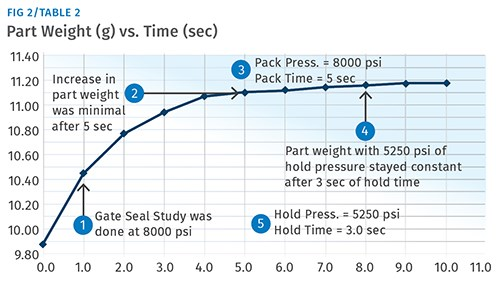 FIG 2/TABLE 2
Part Weight (g) vs. Time (sec)
11.40
11.20
11.00
10.80
10.60
10.40
10.20
10.00
9.80
Increase in
part weight
was minimal
after 5 sec
2
3
Pack Press. = 8000 psi
Pack Time = 5 sec
4
Part weight with 5250 psi of
hold pressure stayed constant
after 3 sec of hold time
1
Gate Seal Study was
done at 8000 psi
5
Hold Press. = 5250 psi
Hold Time = 3.0 sec
0.0 1.0 2.0 3.0 4.0 5.0 6.0 7.0 8.0 9.0 10.0 11.0